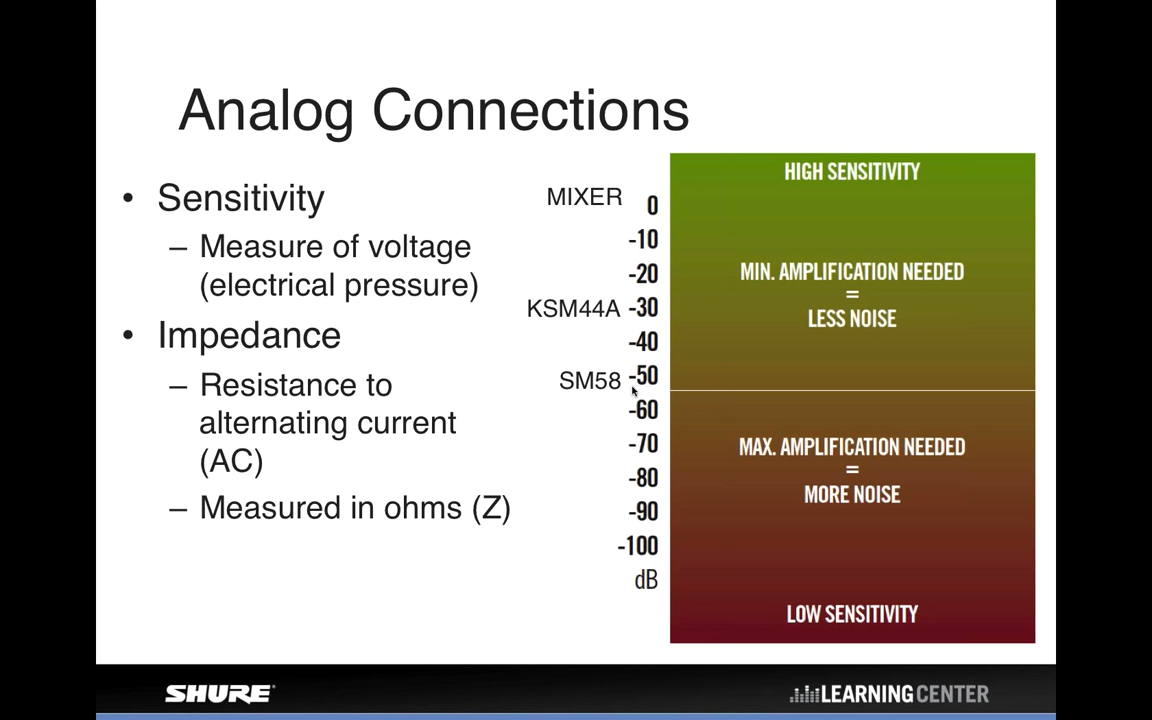 Analog Connections
• Sensitivity
– Measure of voltage
(electrical pressure)
• Impedance
– Resistance to
alternating current
(AC)
– Measured in ohms (Z)
MIXER
KSM44A
SM58
0
-10
-20
-30
-40
-50
-60
-70
-80
-90
-100
dB
HIGH SENSITIVITY
MIN. AMPLIFICATION NEEDED
=
LESS NOISE
MAX. AMPLIFICATION NEEDED
=
MORE NOISE
LOW SENSITIVITY
SHURE
LEARNING CENTER